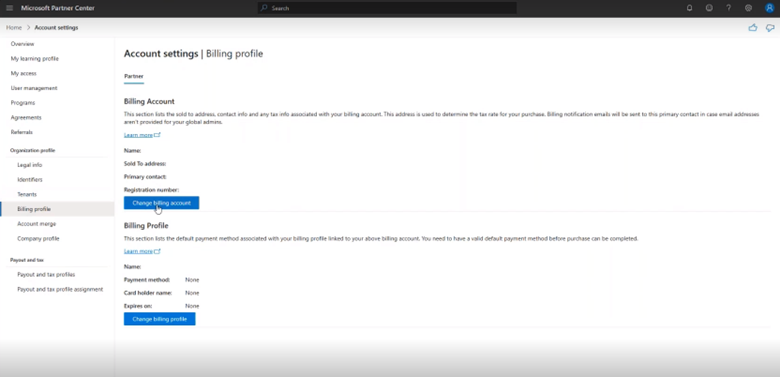 Microsoft Partner Center
Search
Home > Account settings
Overview
My learning profile
My access
User management
Programs
Agreements
Referrals
Organization profile
Legal info
Identifiers
Tenants
Billing profile
Account merge
Company profile
Payout and tax
Payout and tax profiles
Payout and tax profile assignment
Account settings | Billing profile
Partner
Billing Account
This section lists the sold to address, contact info and any tax info associated with your billing account. This address is used to determine the tax rate for your purchase. Billing notification emails will be sent to this primary contact in case email addresses
aren't provided for your global admins.
Learn more
Name:
Sold To address:
Primary contact:
Registration number:
Change billing account
Billing Profile
This section lists the default payment method associated with your billing profile linked to your above billing account. You need to have a valid default payment method before purchase can be completed.
Learn more
Name:
Payment method: None
Card holder name: None
Expires on: None
Change billing profile